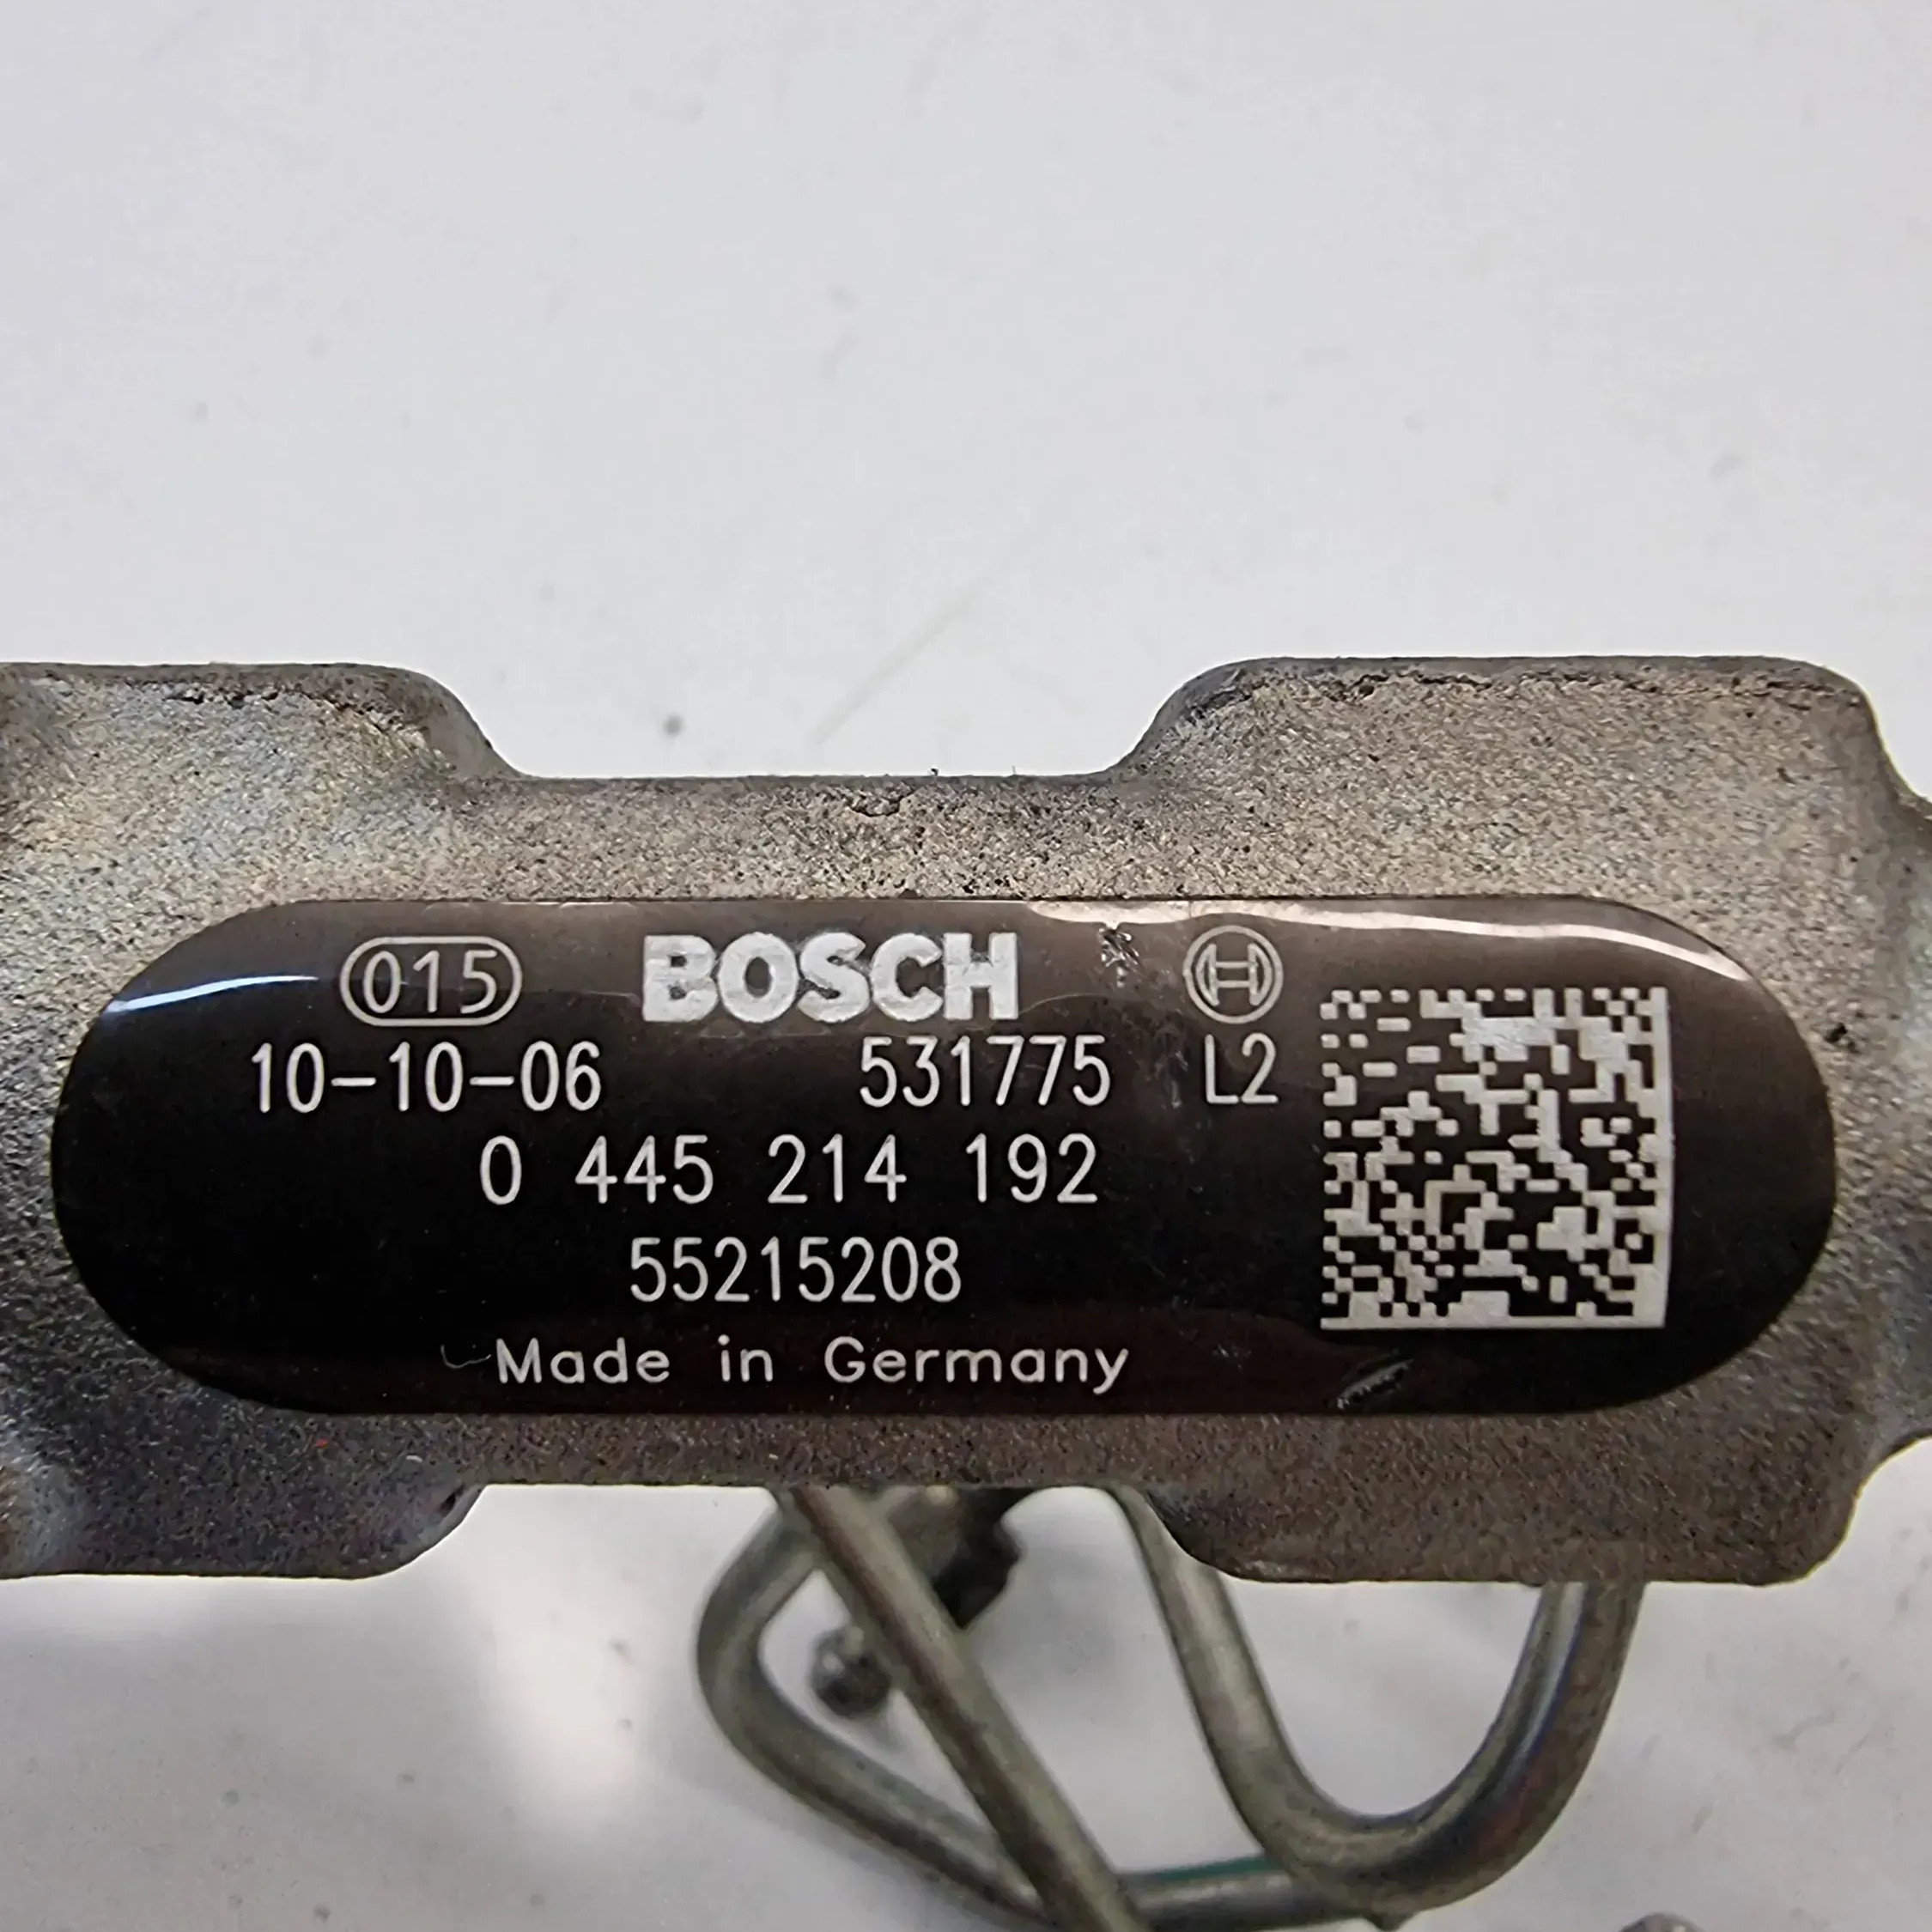 015 BOSCH
10-10-06 531775 L2
0 445 214 192
55215208
Made in Germany